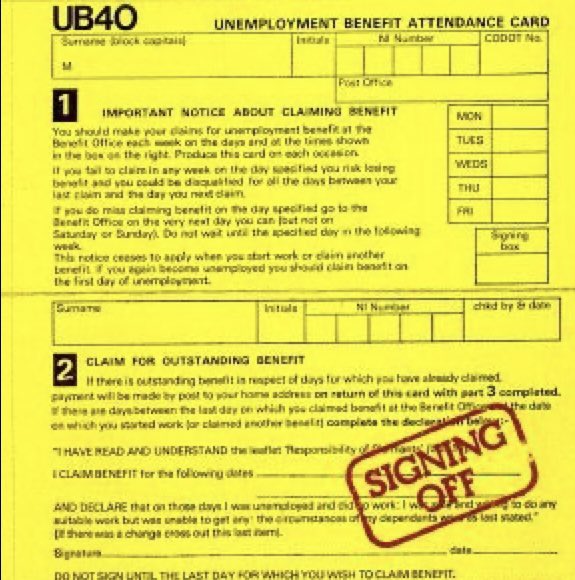 UB40 UNEMPLOYMENT BENEFIT ATTENDANCE CARD
Surname (block capitals) Initials NI Number CODOT No.
M
Post Office
1 IMPORTANT NOTICE ABOUT CLAIMING BENEFIT
You should make your claims for unemployment benefit at the
Benefit Office each week on the days and at the times shown
in the box on the right. Produce this card on each occasion.
If you fail to claim in any week on the day specified you risk losing
benefit and you could be disqualified for all the days between your
last claim and the day you next claim.
If you do miss claiming benefit on the day specified go to the
Benefit Office on the very next day you can (but not on
Saturday or Sunday). Do not wait until the specified day in the following
week.
This notice ceases to apply when you start work or claim another
benefit. If you again become unemployed you should claim benefit on
the first day of unemployment.
MON
TUES
WEDS
THU
FRI
Signing
box
Surname Initials NI Number chkd by & date
2 CLAIM FOR OUTSTANDING BENEFIT
If there is outstanding benefit in respect of days for which you have already claimed,
payment will be made by post to your home address on return of this card with part 3 completed.
If there are days between the last day on which you claimed benefit at the Benefit Office the date
on which you started work (or claimed another benefit) complete the declaration below:-
"I HAVE READ AND UNDERSTAND the leaflet 'Responsibility of
I CLAIM BENEFIT for the following dates
AND DECLARE that on those days I was unemployed and did work: I to do any
suitable work but was unable to get any: the circumstances of my dependents as last stated."
(If there was a change cross out this last item).
Signature date
DO NOT SIGN UNTIL THE LAST DAY FOR WHICH YOU WISH TO CLAIM BENEFIT.
SIGNING
OFF